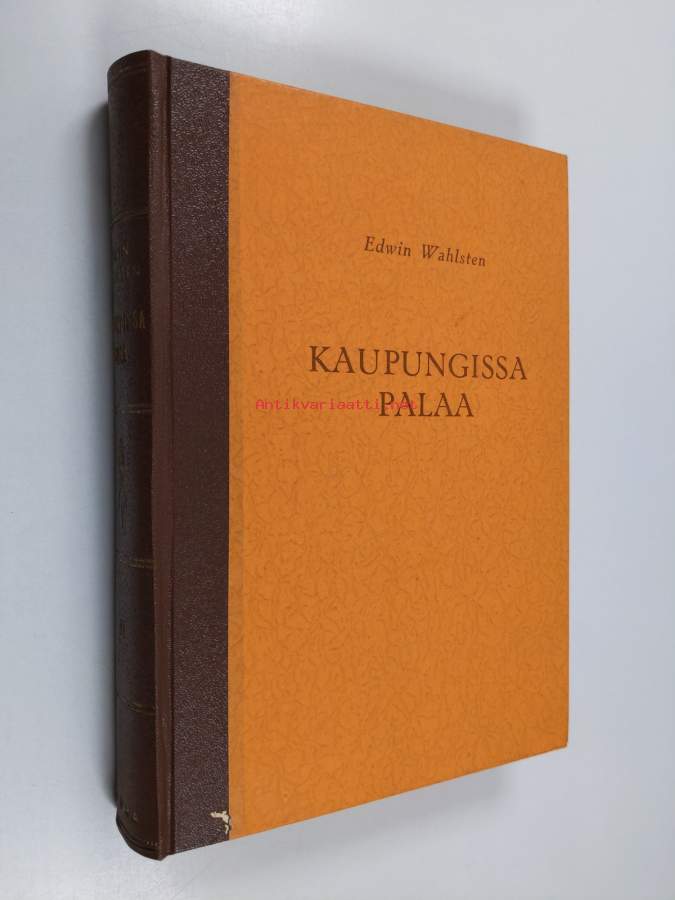 Edwin Wahlsten
KAUPUNGISSA
PALAA
Antikvariaatti.net